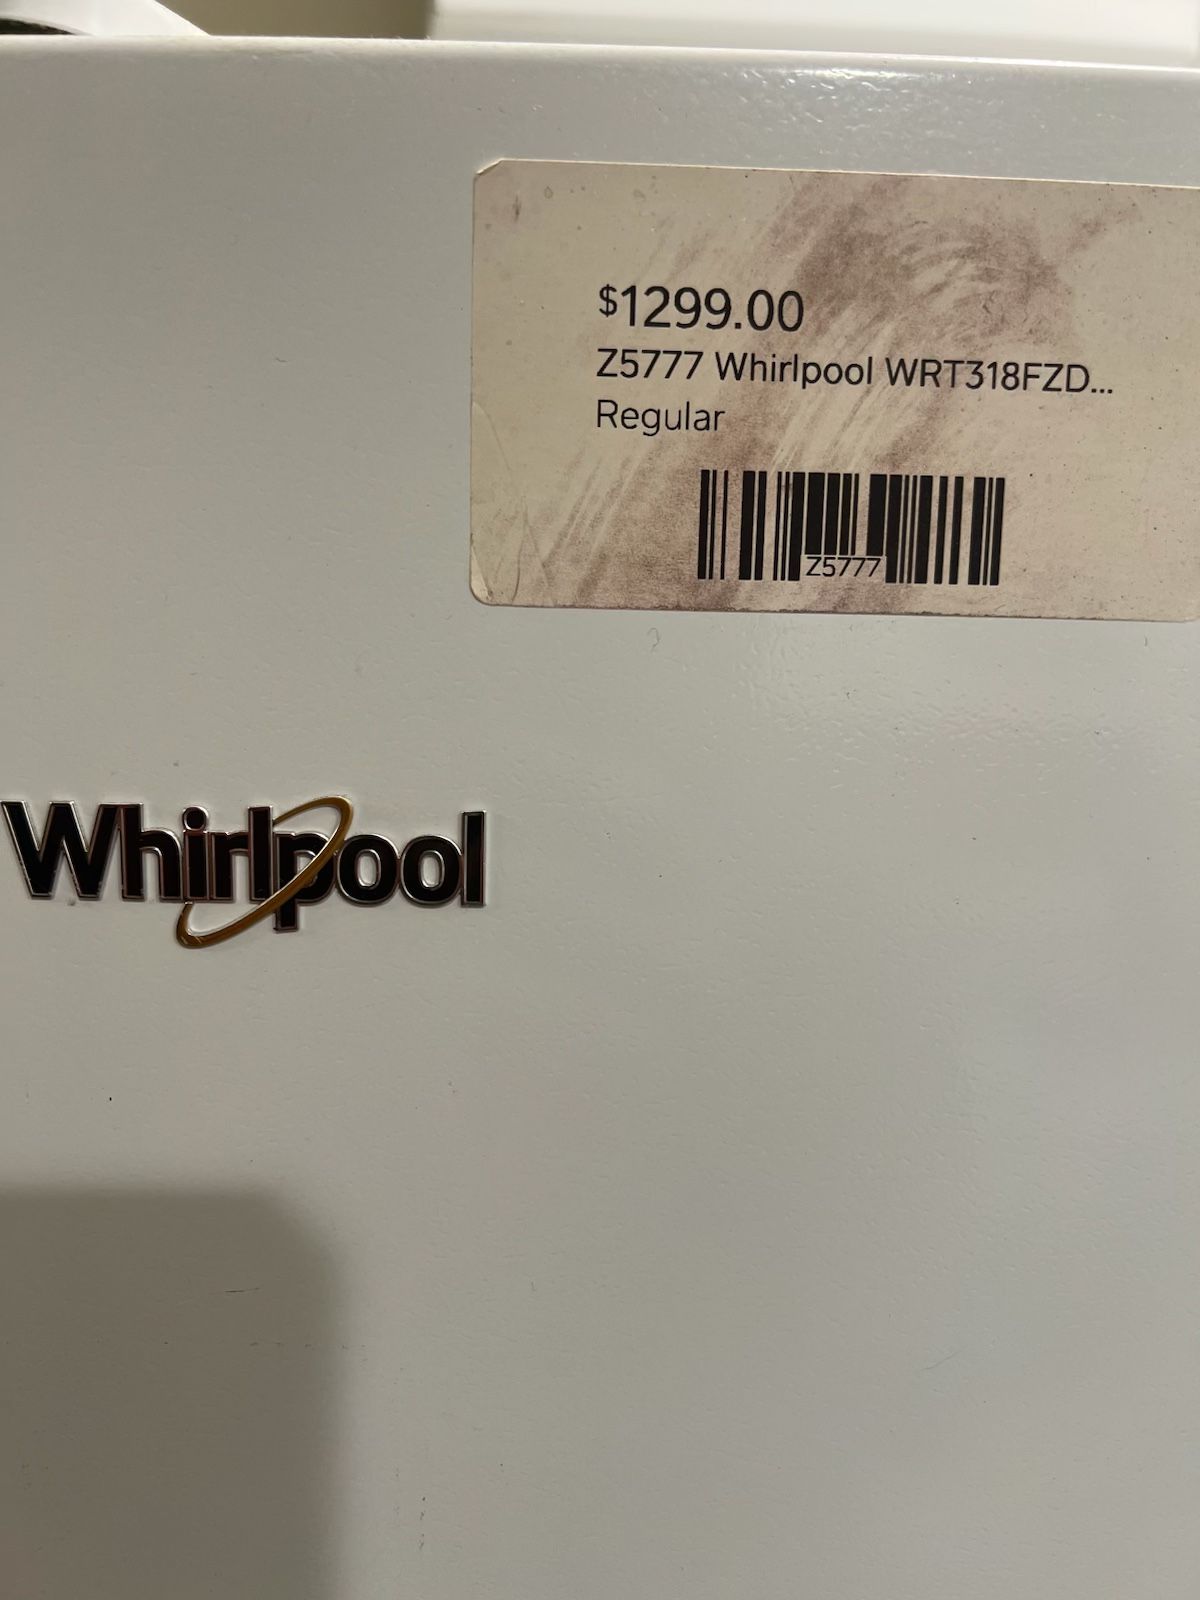 $1299.00
Z5777 Whirlpool WRT318FZD...
Regular
Z5777
Whirlpool